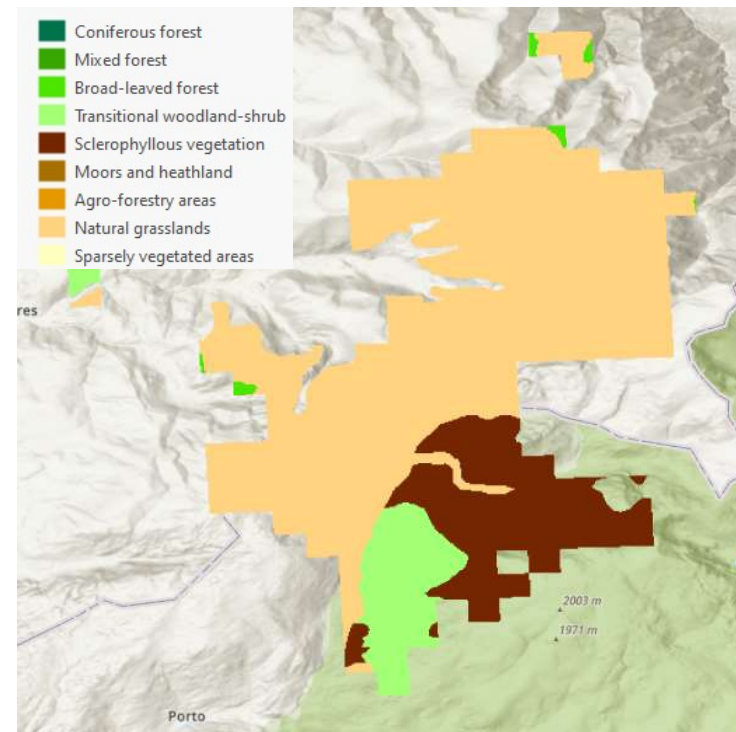 Coniferous forest
Mixed forest
Broad-leaved forest
Transitional woodland-shrub
Sclerophyllous vegetation
Moors and heathland
Agro-forestry areas
Natural grasslands
Sparsely vegetated areas
res
2003 m
1971 m
Porto